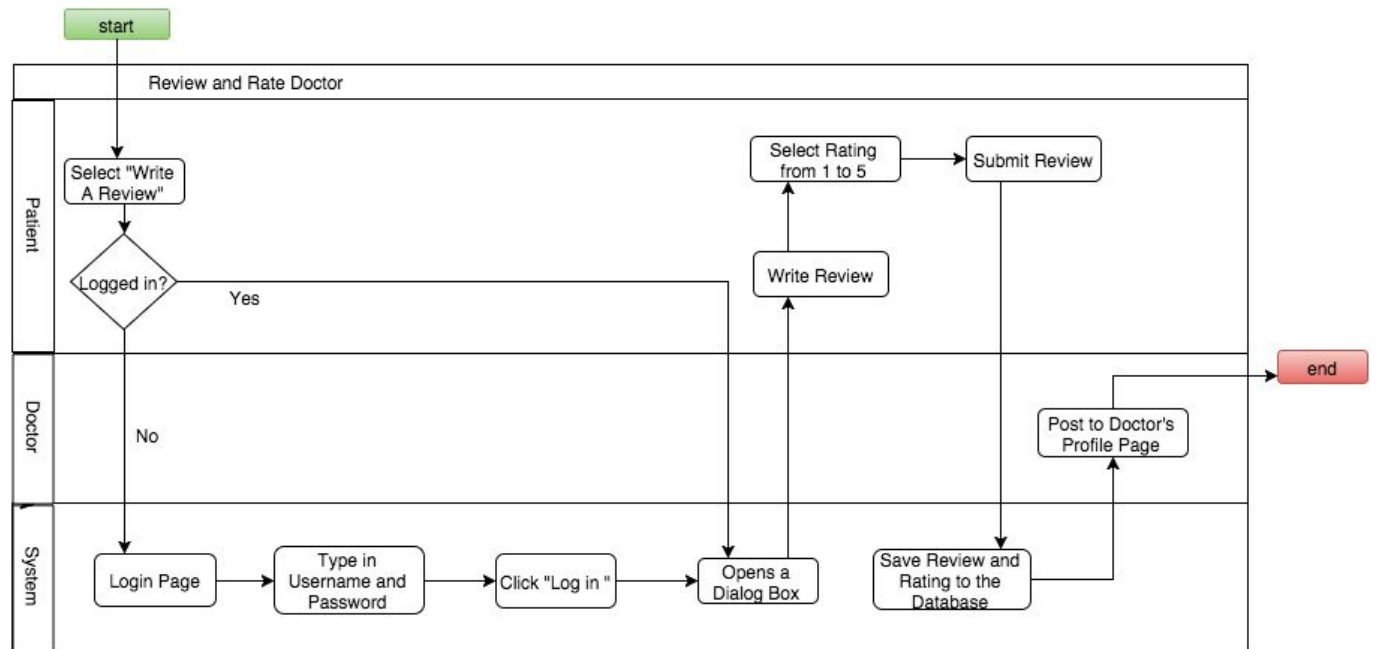 start
Review and Rate Doctor
Patient
Select "Write
A Review"
Logged in?
Yes
No
Select Rating
from 1 to 5
Submit Review
Write Review
Doctor
Post to Doctor's
Profile Page
end
System
Login Page
Type in
Username and
Password
Click "Log in "
Opens a
Dialog Box
Save Review and
Rating to the
Database